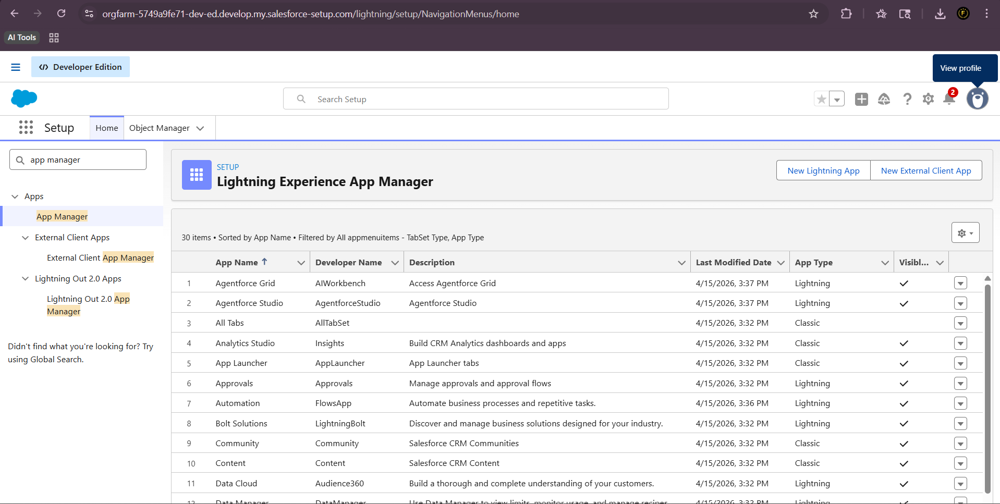 orgfarm-5749a9fe71-dev-ed.develop.my.salesforce-setup.com/lightning/setup/NavigationMenus/home
F
AI Tools
Developer Edition
View profile
Search Setup
2
Setup
Home
Object Manager
app manager
Apps
App Manager
External Client Apps
External Client App Manager
Lightning Out 2.0 Apps
Lightning Out 2.0 App
Manager
Didn't find what you're looking for? Try
using Global Search.
SETUP
Lightning Experience App Manager
New Lightning App
New External Client App
30 items • Sorted by App Name • Filtered by All appmenuitems - TabSet Type, App Type
App Name Developer Name Description Last Modified Date App Type Visibl...
1 Agentforce Grid AIWorkbench Access Agentforce Grid 4/15/2026, 3:37 PM Lightning
2 Agentforce Studio AgentforceStudio Agentforce Studio 4/15/2026, 3:37 PM Lightning
3 All Tabs AllTabSet 4/15/2026, 3:32 PM Classic
4 Analytics Studio Insights Build CRM Analytics dashboards and apps 4/15/2026, 3:32 PM Classic
5 App Launcher AppLauncher App Launcher tabs 4/15/2026, 3:32 PM Classic
6 Approvals Approvals Manage approvals and approval flows 4/15/2026, 3:32 PM Lightning
7 Automation FlowsApp Automate business processes and repetitive tasks. 4/15/2026, 3:36 PM Lightning
8 Bolt Solutions LightningBolt Discover and manage business solutions designed for your industry. 4/15/2026, 3:32 PM Lightning
9 Community Community Salesforce CRM Communities 4/15/2026, 3:32 PM Classic
10 Content Content Salesforce CRM Content 4/15/2026, 3:32 PM Classic
11 Data Cloud Audience360 Build a thorough and complete understanding of your customers. 4/15/2026, 3:32 PM Lightning
12 Data Manager DataManager Use Data Manager to view limits, monitor usage, and manage recipes 4/15/2026, 3:32 PM Lightning